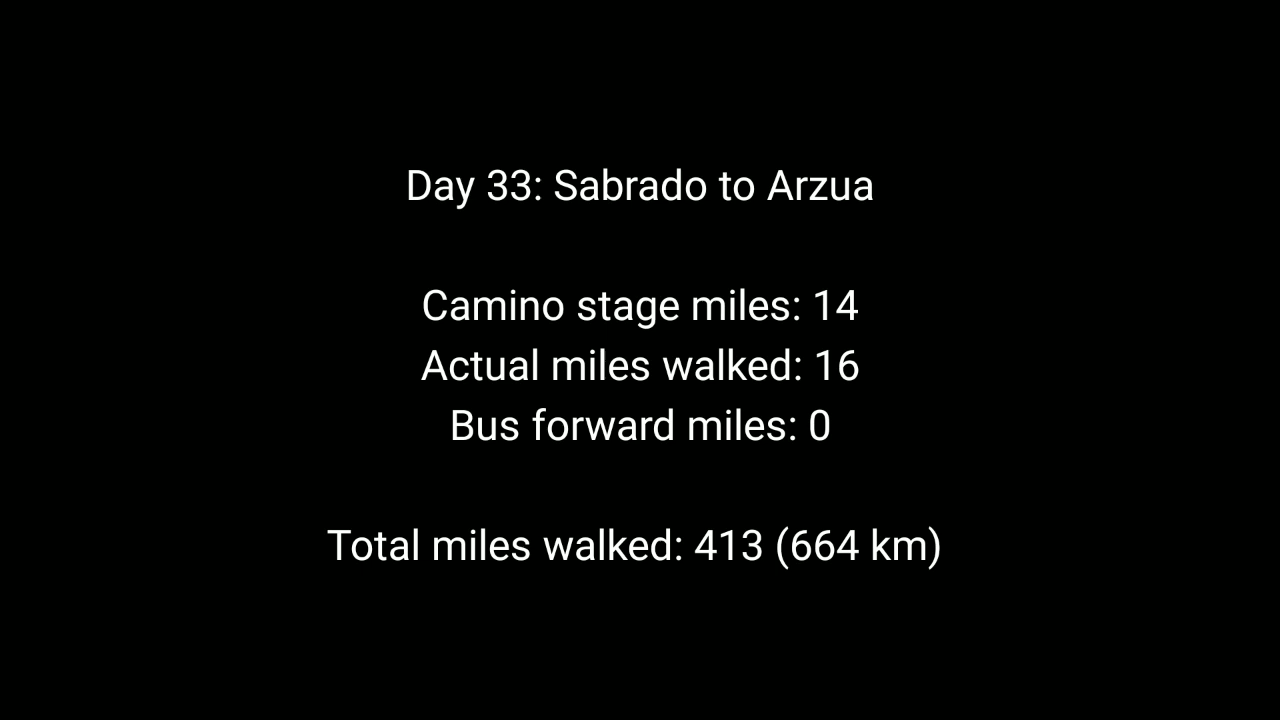 Day 33: Sabrado to Arzua
Camino stage miles: 14
Actual miles walked: 16
Bus forward miles: 0
Total miles walked: 413 (664 km)